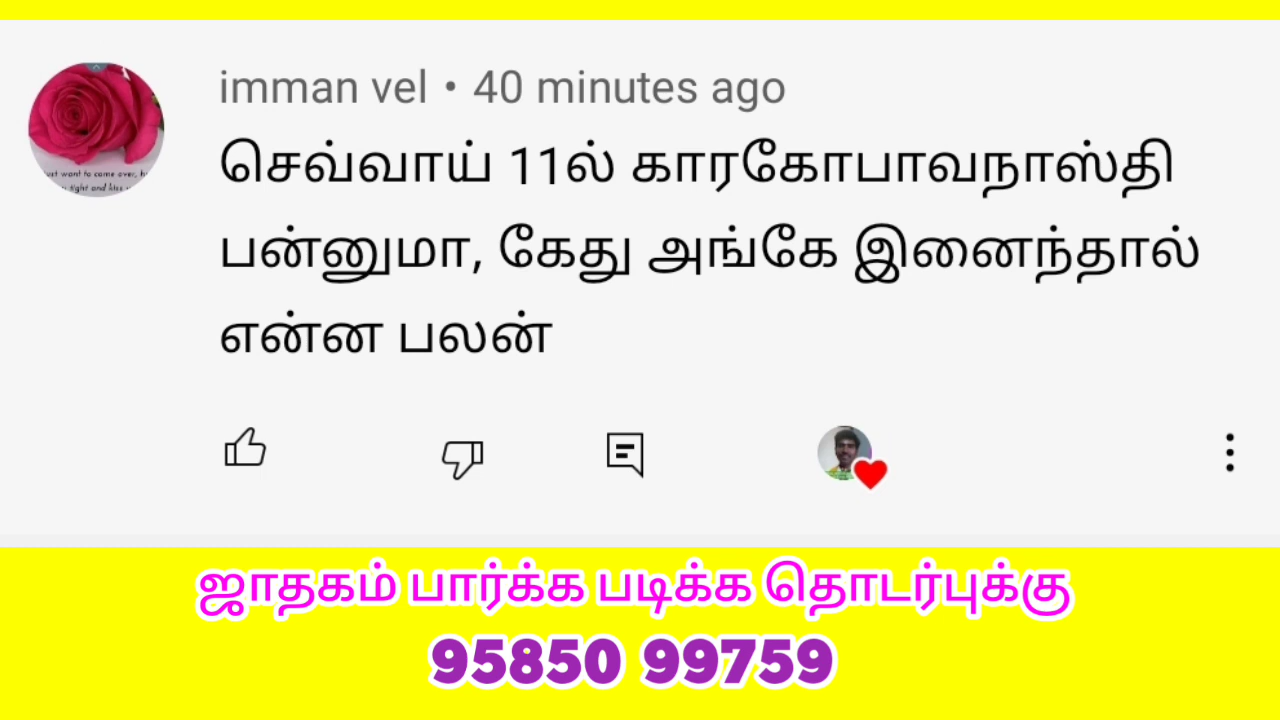 imman vel • 40 minutes ago
செவ்வாய் 11ல் காரகோபாவநாஸ்தி
பன்னுமா, கேது அங்கே இனைந்தால்
என்ன பலன்
ஜாதகம் பார்க்க படிக்க தொடர்புக்கு
95850 99759